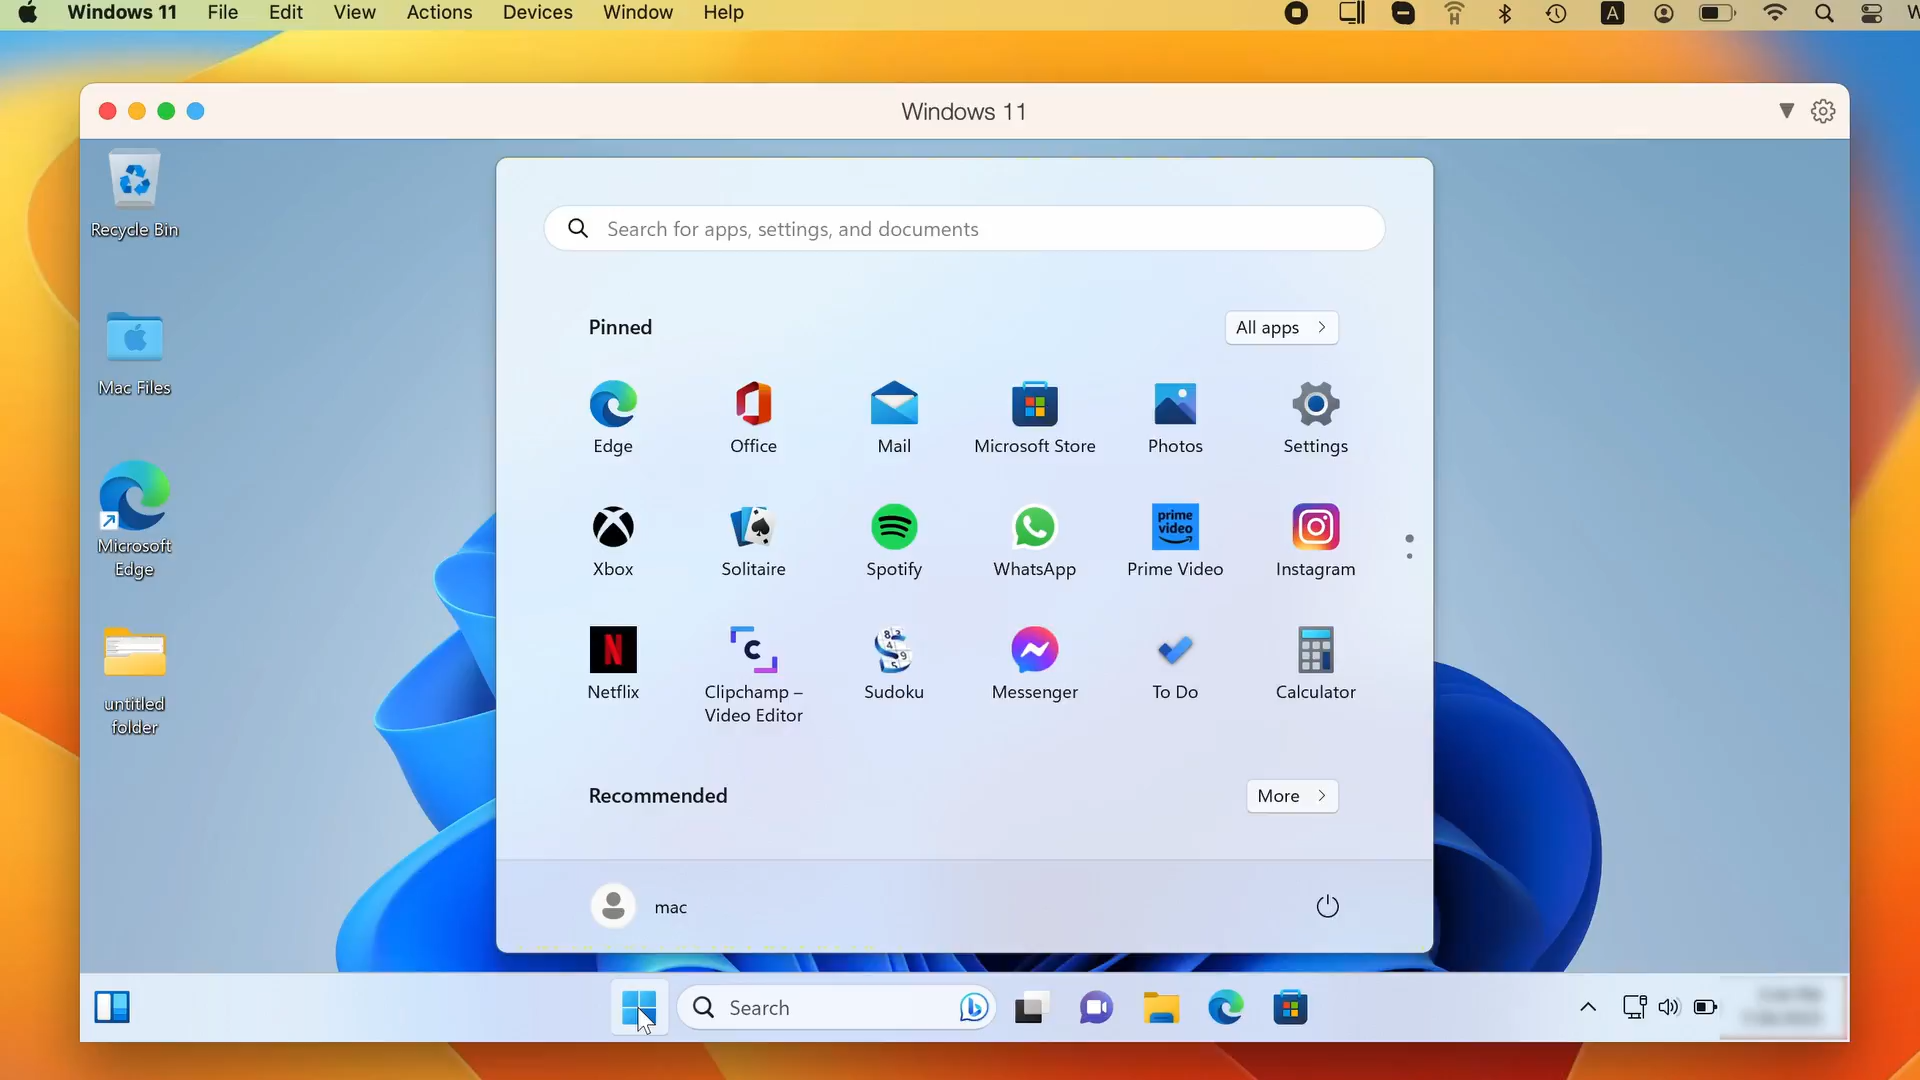 Windows 11 File Edit View Actions Devices Window Help
A
W
Windows 11
Recycle Bin
Mac Files
Microsoft
Edge
untitled
folder
Search for apps, settings, and documents
Pinned
All apps
Edge
Office
Mail
Microsoft Store
Photos
Settings
prime
video
Xbox
Solitaire
Spotify
WhatsApp
Prime Video
Instagram
N
C
Netflix
Clipchamp –
Video Editor
Sudoku
Messenger
To Do
Calculator
Recommended
More
mac
Search